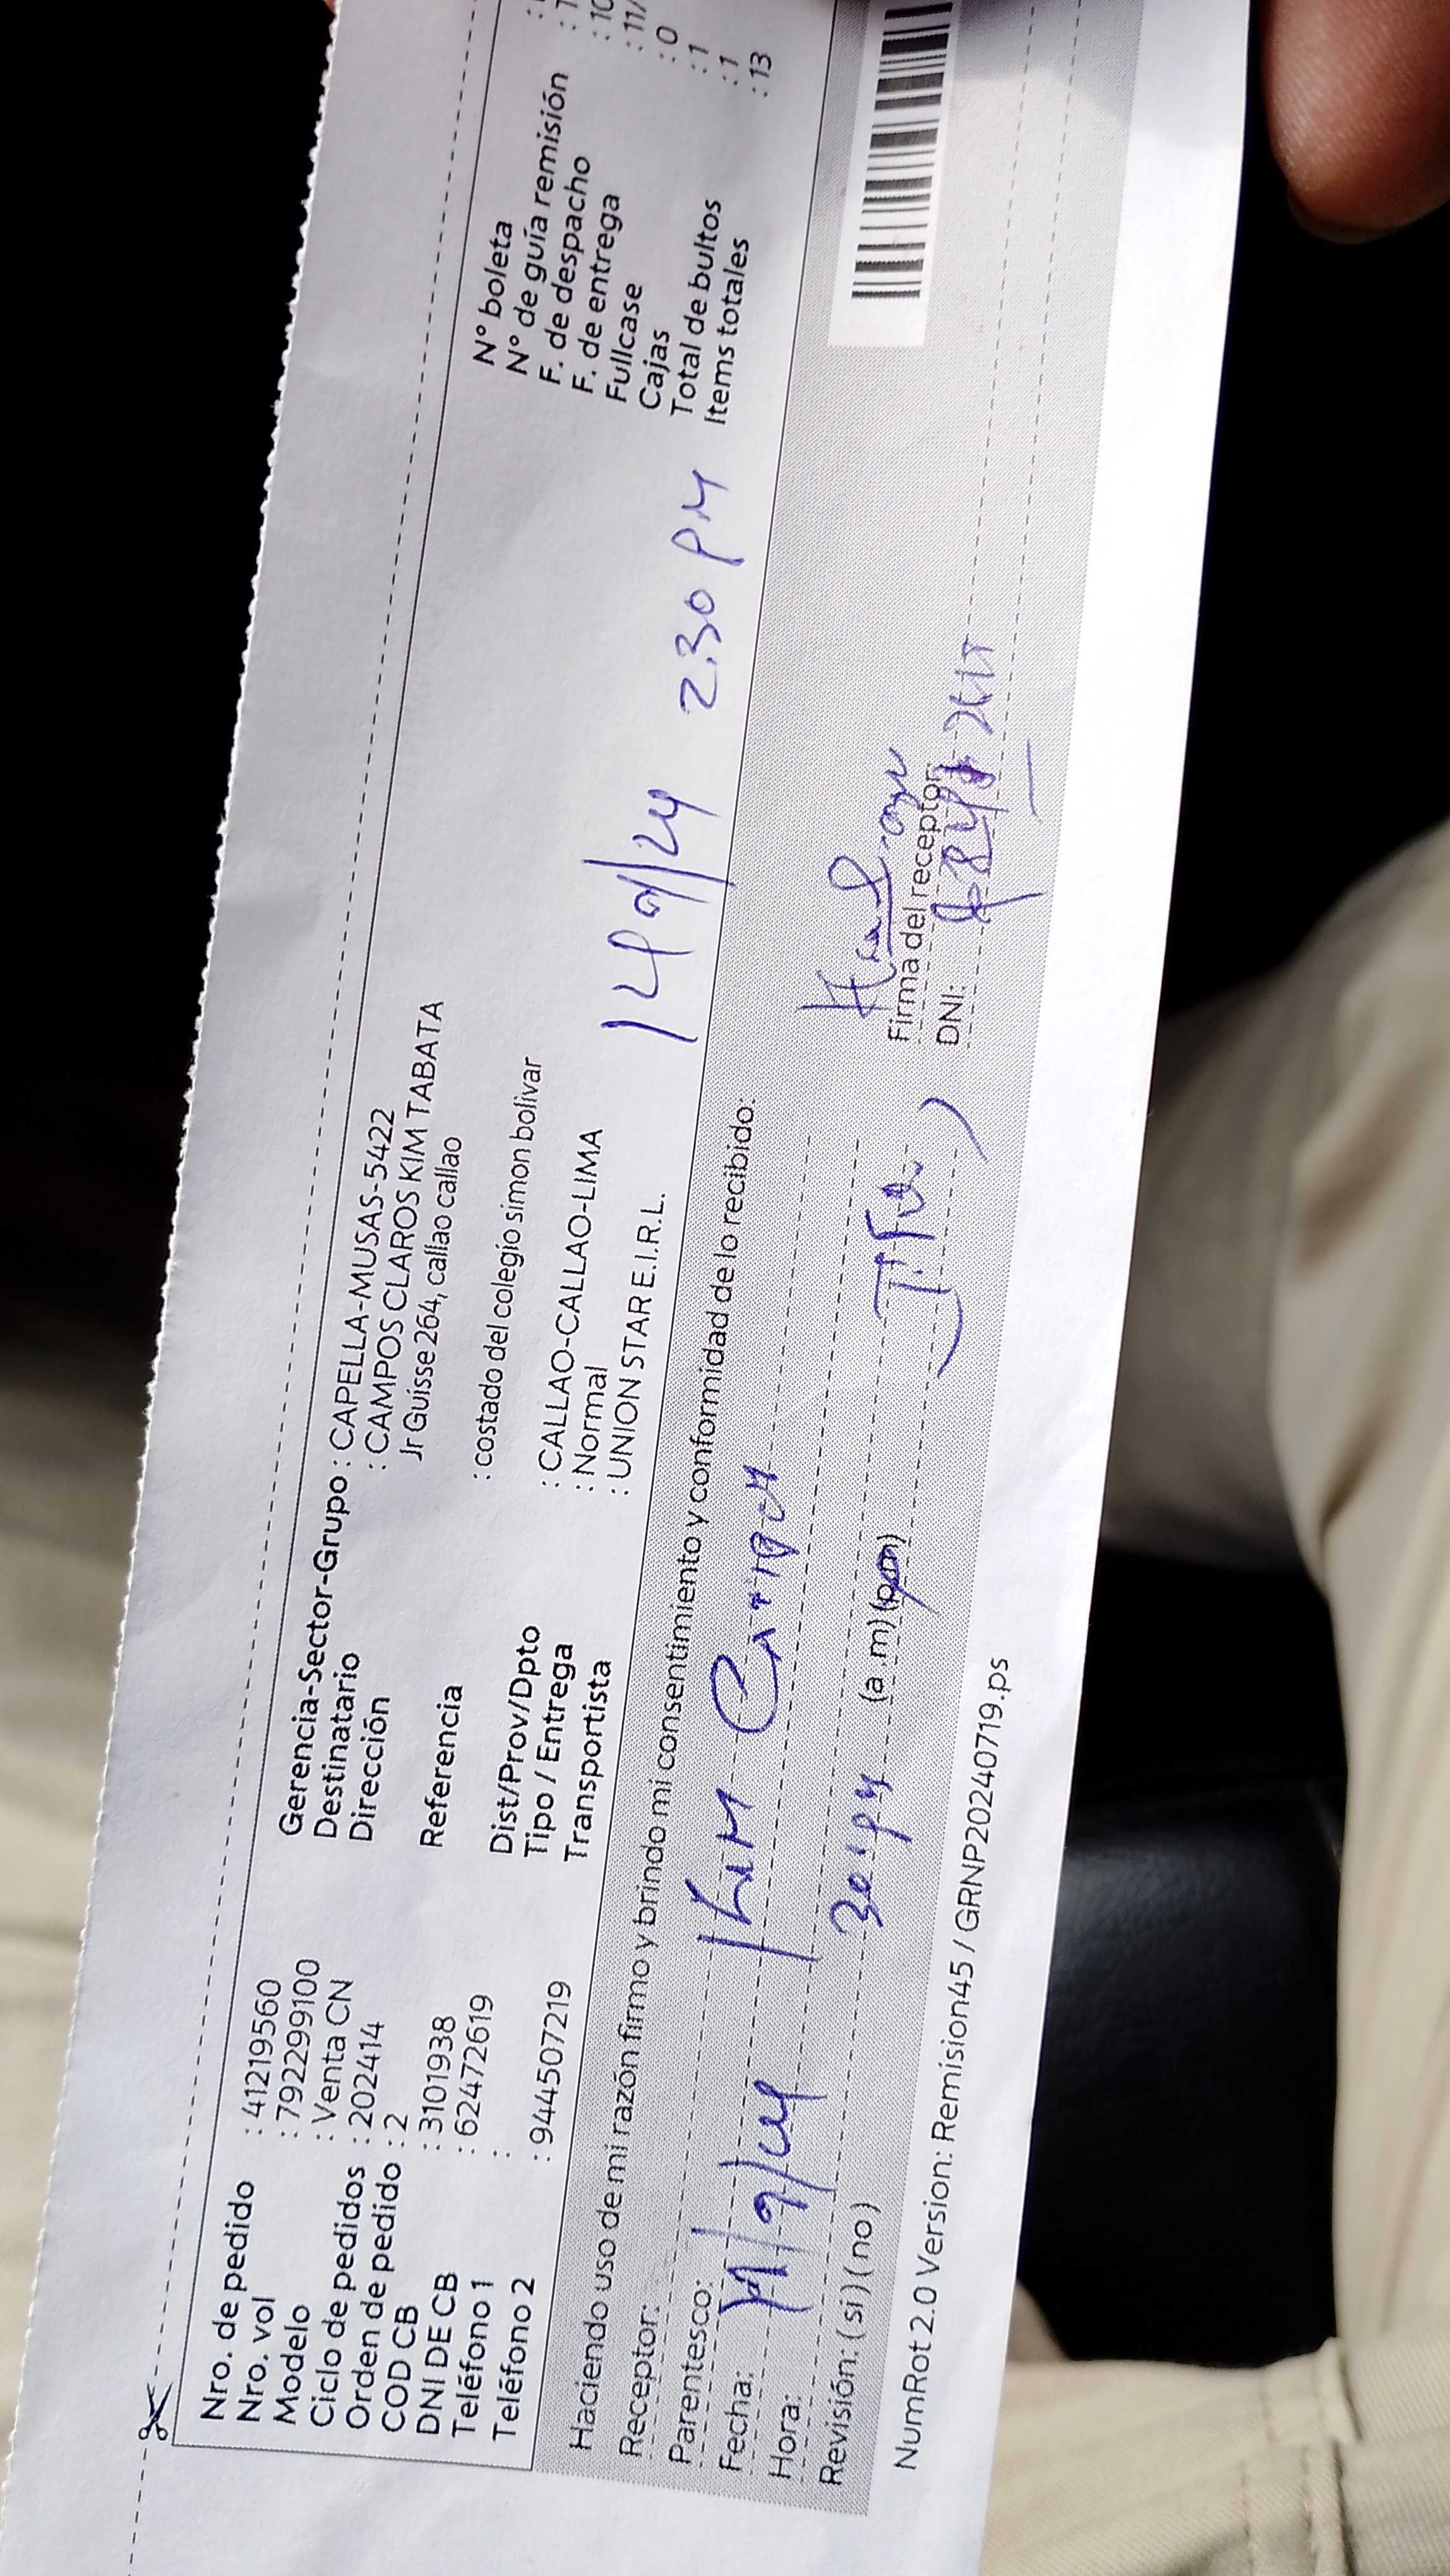 Nro. de pedido : 41219560
Nro. vol : 792299100
Modelo : Venta CN
Ciclo de pedidos : 202414
Orden de pedido : 2
COD CB : 3101938
DNI DE CB : 62472619
Teléfono 1 :
Teléfono 2 : 944507219
Gerencia-Sector-Grupo : CAPELLA-MUSAS-5422
Destinatario : CAMPOS CLAROS KIM TABATA
Dirección Jr Guisse 264, callao callao
Referencia : costado del colegio simon bolivar
Dist/Prov/Dpto : CALLAO-CALLAO-LIMA
Tipo / Entrega : Normal
Transportista : UNION STAR E.I.R.L.
N° boleta :
N° de guía remisión :
F. de despacho : 10
F. de entrega : 11/
Fullcase : 0
Cajas : 1
Total de bultos : 1
Items totales : 13
2.30 PM
Haciendo uso de mi razón firmo y brindo mi consentimiento y conformidad de lo recibido:
Receptor:
Parentesco:
Fecha:
Hora: (a. m) (pm)
Revisión: (si) (no)
Firma del receptor:
DNI:
NumRot 2.0 Version: Remision45 / GRNP20240719.ps